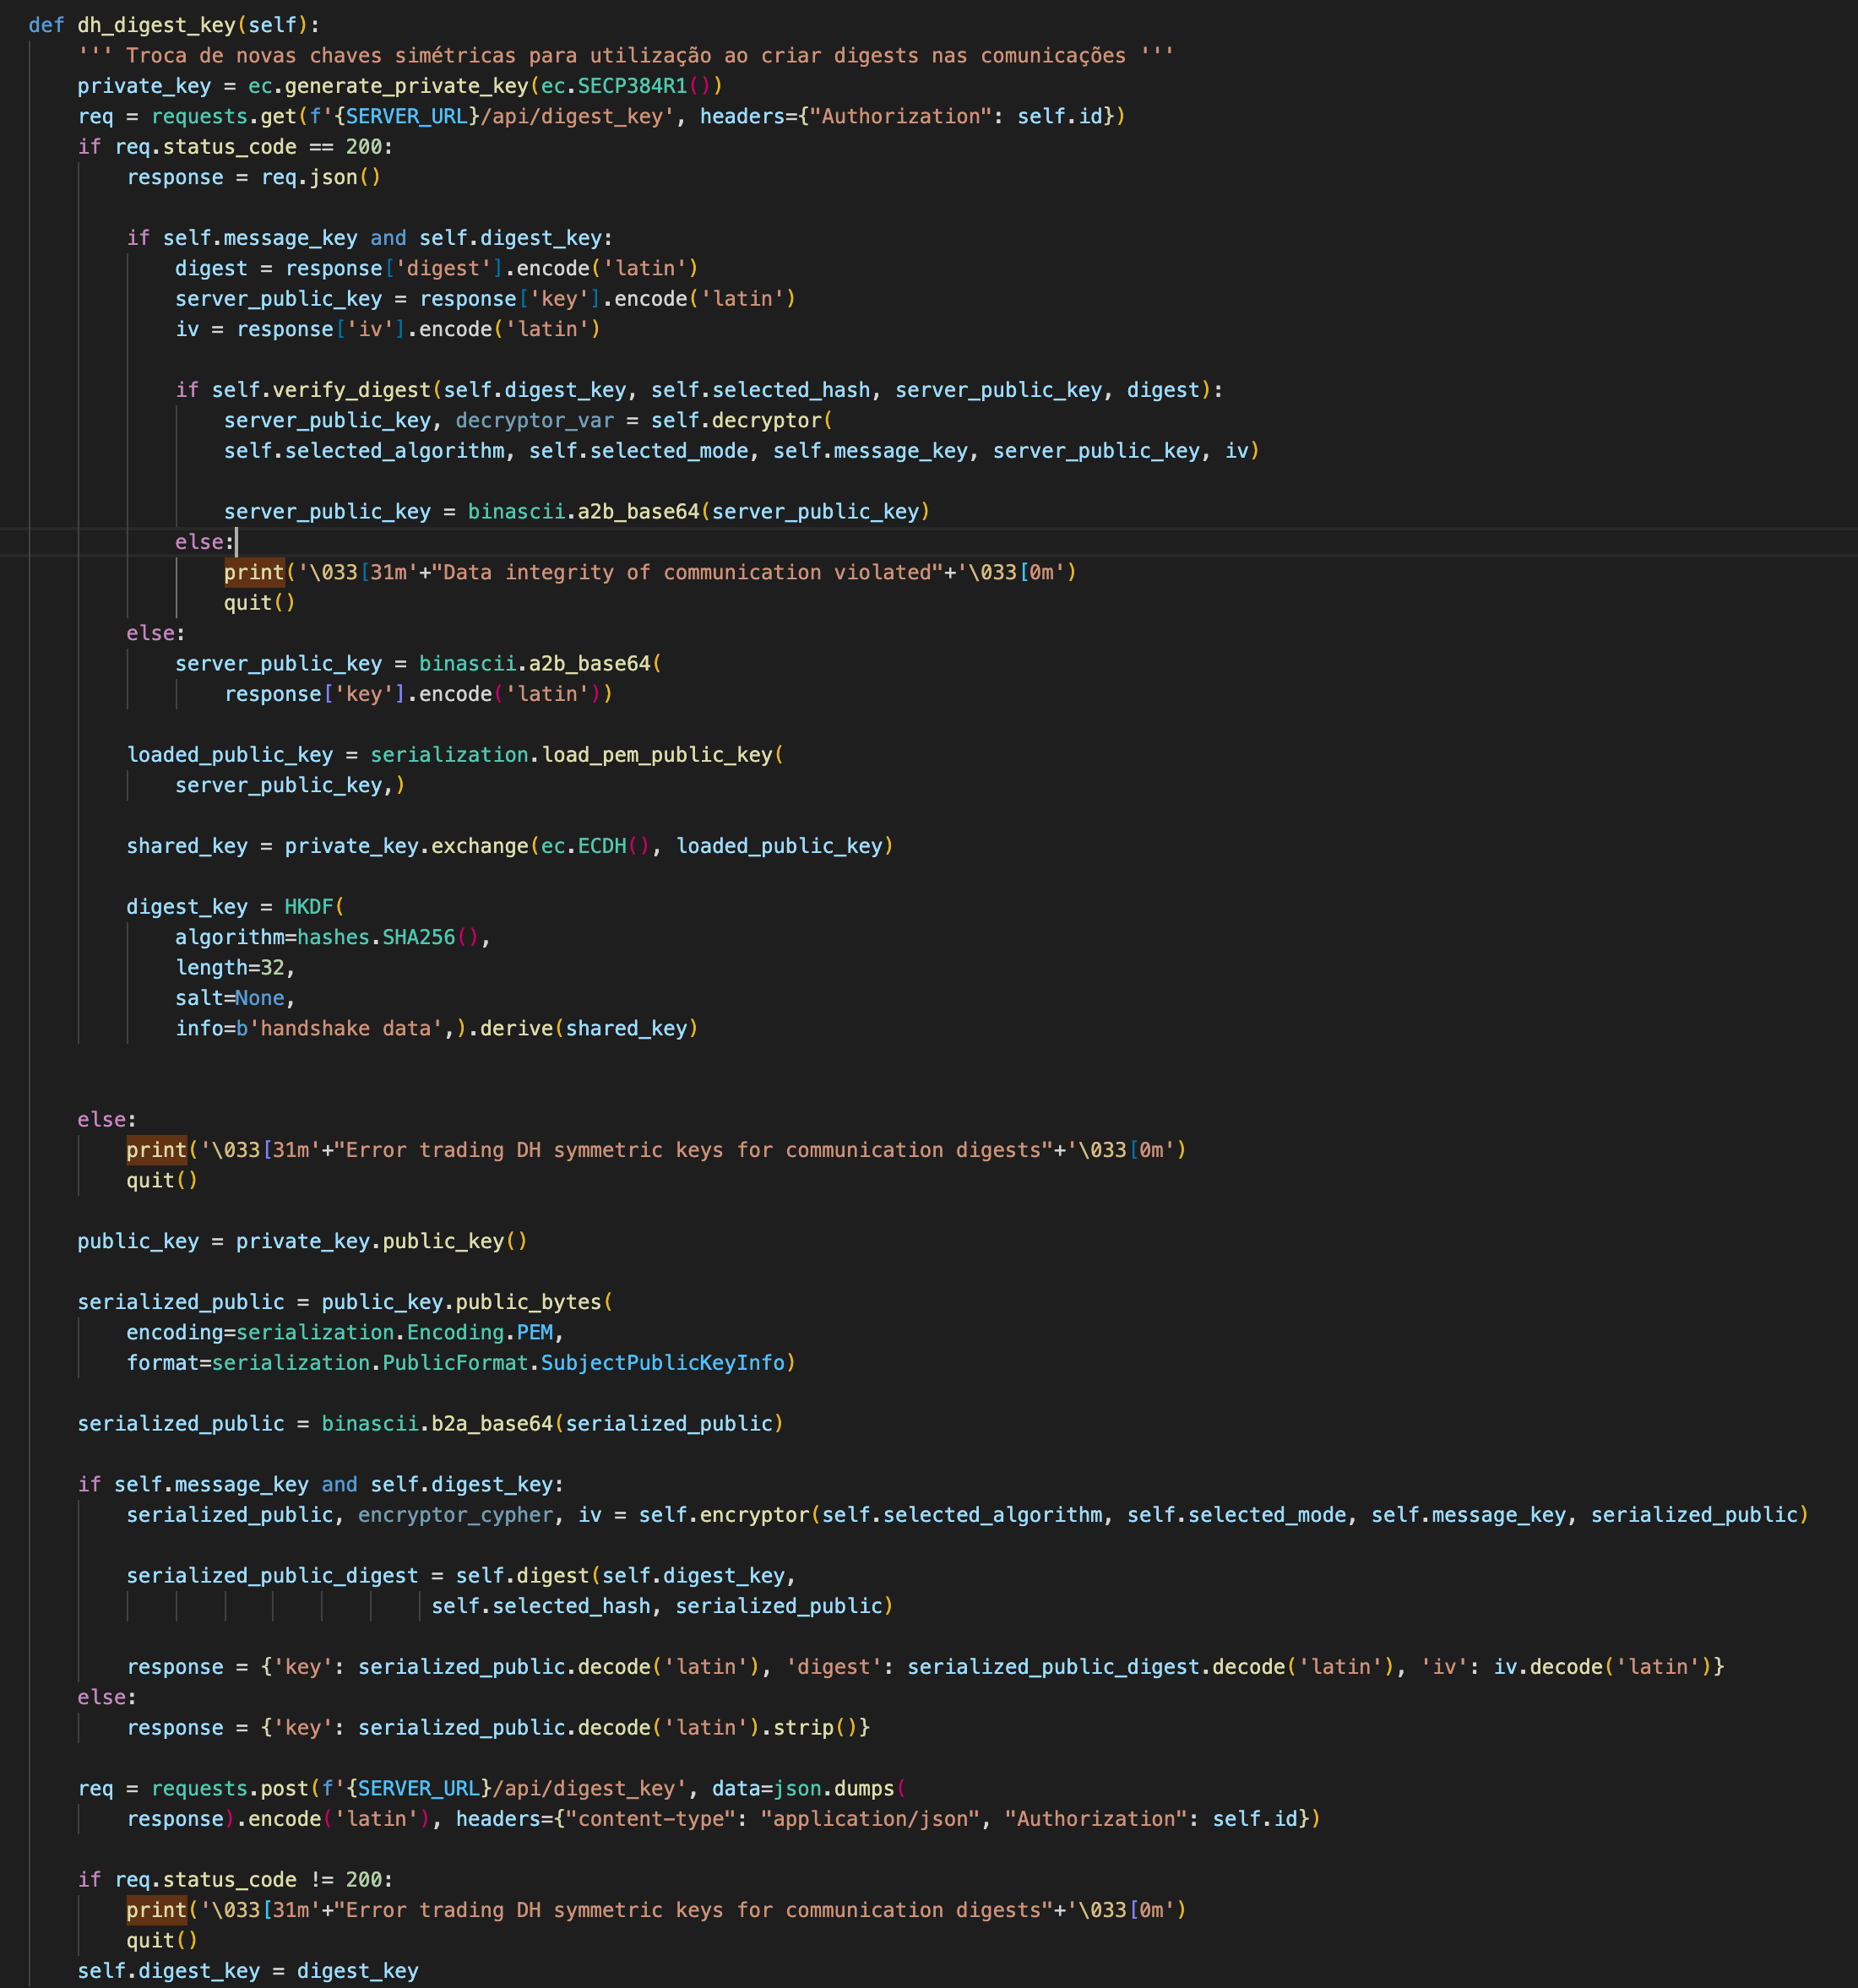 def dh_digest_key(self):
    ''' Troca de novas chaves simétricas para utilização ao criar digests nas comunicações '''
    private_key = ec.generate_private_key(ec.SECP384R1())
    req = requests.get(f'{SERVER_URL}/api/digest_key', headers={"Authorization": self.id})
    if req.status_code == 200:
        response = req.json()

        if self.message_key and self.digest_key:
            digest = response['digest'].encode('latin')
            server_public_key = response['key'].encode('latin')
            iv = response['iv'].encode('latin')

            if self.verify_digest(self.digest_key, self.selected_hash, server_public_key, digest):
                server_public_key, decryptor_var = self.decryptor(
                self.selected_algorithm, self.selected_mode, self.message_key, server_public_key, iv)

                server_public_key = binascii.a2b_base64(server_public_key)
            else:
                print('\033[31m'+"Data integrity of communication violated"+'\033[0m')
                quit()
        else:
            server_public_key = binascii.a2b_base64(
                response['key'].encode('latin'))

        loaded_public_key = serialization.load_pem_public_key(
            server_public_key,)

        shared_key = private_key.exchange(ec.ECDH(), loaded_public_key)

        digest_key = HKDF(
            algorithm=hashes.SHA256(),
            length=32,
            salt=None,
            info=b'handshake data',).derive(shared_key)


    else:
        print('\033[31m'+"Error trading DH symmetric keys for communication digests"+'\033[0m')
        quit()

    public_key = private_key.public_key()

    serialized_public = public_key.public_bytes(
        encoding=serialization.Encoding.PEM,
        format=serialization.PublicFormat.SubjectPublicKeyInfo)

    serialized_public = binascii.b2a_base64(serialized_public)

    if self.message_key and self.digest_key:
        serialized_public, encryptor_cypher, iv = self.encryptor(self.selected_algorithm, self.selected_mode, self.message_key, serialized_public)

        serialized_public_digest = self.digest(self.digest_key,
                                 self.selected_hash, serialized_public)

        response = {'key': serialized_public.decode('latin'), 'digest': serialized_public_digest.decode('latin'), 'iv': iv.decode('latin')}
    else:
        response = {'key': serialized_public.decode('latin').strip()}

    req = requests.post(f'{SERVER_URL}/api/digest_key', data=json.dumps(
        response).encode('latin'), headers={"content-type": "application/json", "Authorization": self.id})

    if req.status_code != 200:
        print('\033[31m'+"Error trading DH symmetric keys for communication digests"+'\033[0m')
        quit()
    self.digest_key = digest_key